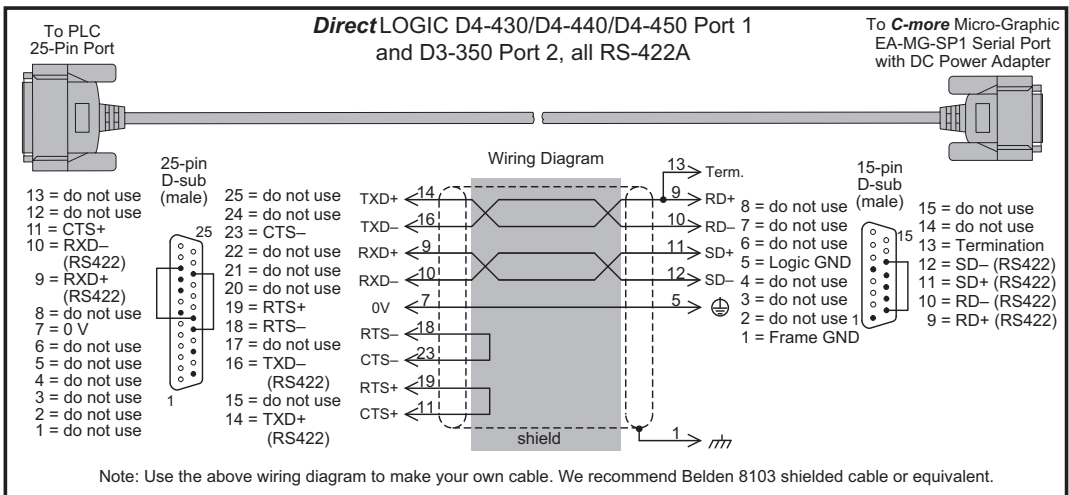 DirectLOGIC D4-430/D4-440/D4-450 Port 1
and D3-350 Port 2, all RS-422A
To PLC
25-Pin Port
To C-more Micro-Graphic
EA-MG-SP1 Serial Port
with DC Power Adapter
25-pin
D-sub
(male)
13 = do not use
12 = do not use
11 = CTS+
10 = RXD–
(RS422)
9 = RXD+
(RS422)
8 = do not use
7 = 0 V
6 = do not use
5 = do not use
4 = do not use
3 = do not use
2 = do not use
1 = do not use
25
1
25 = do not use
24 = do not use
23 = CTS–
22 = do not use
21 = do not use
20 = do not use
19 = RTS+
18 = RTS–
17 = do not use
16 = TXD–
(RS422)
15 = do not use
14 = TXD+
(RS422)
Wiring Diagram
TXD+ 14
TXD– 16
RXD+ 9
RXD– 10
0V 7
RTS– 18
CTS– 23
RTS+ 19
CTS+ 11
shield
13 Term.
9 RD+
10 RD–
11 SD+
12 SD–
5
1
8 = do not use
7 = do not use
6 = do not use
5 = Logic GND
4 = do not use
3 = do not use
2 = do not use
1 = Frame GND
15-pin
D-sub
(male)
15
1
15 = do not use
14 = do not use
13 = Termination
12 = SD– (RS422)
11 = SD+ (RS422)
10 = RD– (RS422)
9 = RD+ (RS422)
Note: Use the above wiring diagram to make your own cable. We recommend Belden 8103 shielded cable or equivalent.